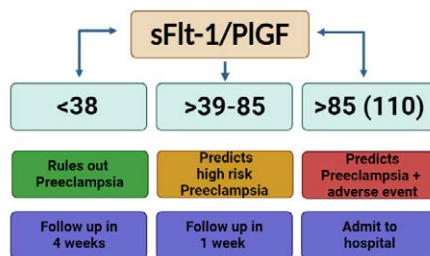 sFlt-1/PlGF
<38
>39-85
>85 (110)
Rules out
Preeclampsia
Predicts
high risk
Preeclampsia
Predicts
Preeclampsia +
adverse event
Follow up in
4 weeks
Follow up in
1 week
Admit to
hospital